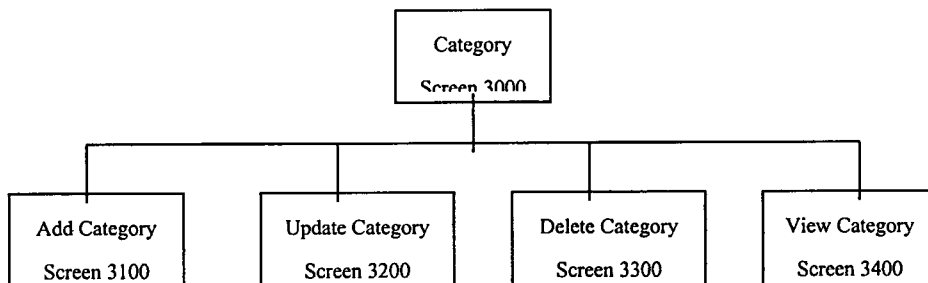 Category
Screen 3000
Add Category
Screen 3100
Update Category
Screen 3200
Delete Category
Screen 3300
View Category
Screen 3400